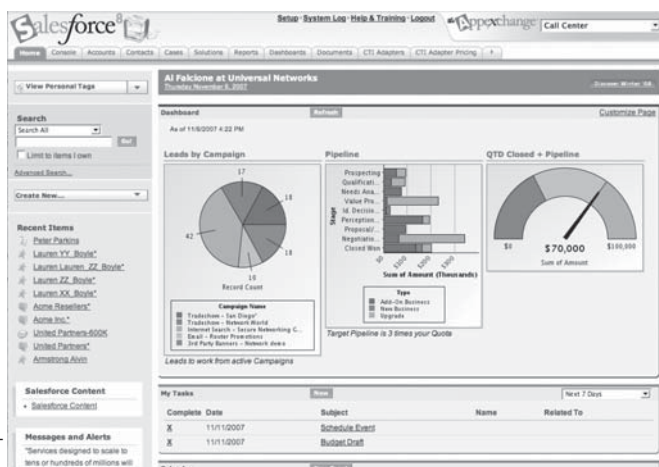 Salesforce
Setup · System Log · Help & Training · Logout
AppExchange
Call Center
Home Console Accounts Contacts Cases Solutions Reports Dashboards Documents CTI Adapters CTI Adapter Pricing
View Personal Tags
Search
Search All
Go!
Limit to items I own
Advanced Search...
Create New...
Recent Items
Peter Parkins
Lauren YY_Boyle*
Lauren Lauren_ZZ_Boyle*
Lauren ZZ_Boyle*
Lauren XX_Boyle*
Acme Resellers*
Acme Inc.*
United Partners-600K
United Partners*
Armstrong Alvin
Salesforce Content
Salesforce Content
Messages and Alerts
"Services designed to scale to
tens or hundreds of millions will
Al Falcione at Universal Networks
Thursday November 8, 2007
Discover Winter '08
Dashboard
Refresh
Customize Page
As of 11/8/2007 4:22 PM
Leads by Campaign
17
18
18
42
Record Count
Campaign Name
Tradeshow - San Diego*
Tradeshow - Network World
Internet Search - Secure Networking G...
Email - Router Promotions
3rd Party Banners - Network demo
Leads to work from active Campaigns
Pipeline
Stage
Prospecting
Qualificati...
Needs Ana...
Value Pro...
Id. Decisio...
Perception...
Proposal/...
Negotiatio...
Closed Won
$0 $100 $200 $300
Sum of Amount (Thousands)
Type
Add-On Business
New Business
Upgrade
Target Pipeline is 3 times your Quota
QTD Closed + Pipeline
$0
$70,000
$100,000
Sum of Amount
My Tasks
New
Next 7 Days
Complete Date Subject Name Related To
X 11/11/2007 Schedule Event
X 11/11/2007 Budget Draft